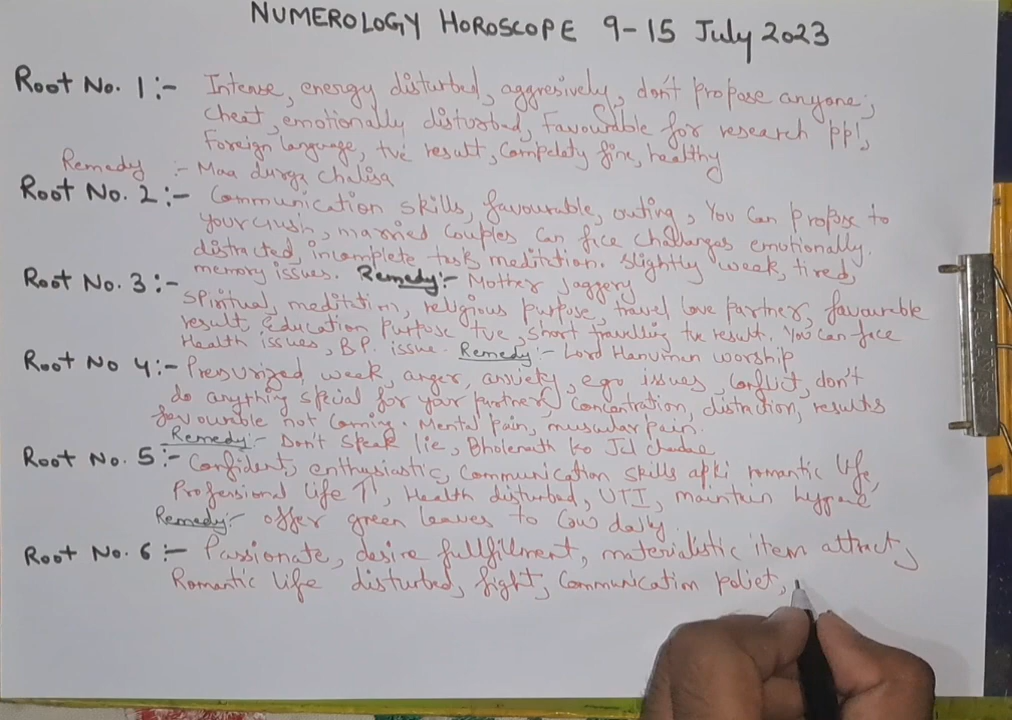 NUMEROLOGY HOROSCOPE 9-15 July 2023
Root No. 1:- Intense, energy disturbed, aggresively, don't propose anyone,
cheat, emotionally disturbed, Favourable for research ppl,
Foreign language, tve result, Competaty fine, healthy
Remedy :- Maa durga Chalisa
Root No. 2:- Communication skills, favourable, outing, You Can propose to
your crush, married couples Can face challanges emotionally.
distracted, incomplete task, meditation. Slightly week, tired,
memory issues. Remedy:- Mother Jaggery
Root No. 3:- Spiritual, meditation, religious purpose, travel love partner, favourable
result, education purpose tve, short travelling tve result. You can face
Health issues, B.P. issue. Remedy:- Lord Hanuman worship
Root No 4:- Presurized, week, anger, anxiety, ego issues, Conflict, don't
do anything special for your partner, Concentration, distraction, results
favourable not Coming. Mental pain, muscular pain.
Remedy:- Don't speak lie, Bholenath ko Jal chadae
Root No. 5:- Confident, enthusiastic, Communication skills apki romantic life,
Professional life ↑, Health disturbed, UTI, maintain
Remedy:- offer green leaves to Cow daily.
Root No. 6:- Passionate, desire fullfillment, materialistic item attract,
Romantic life disturbed, fight, Communication poliet,